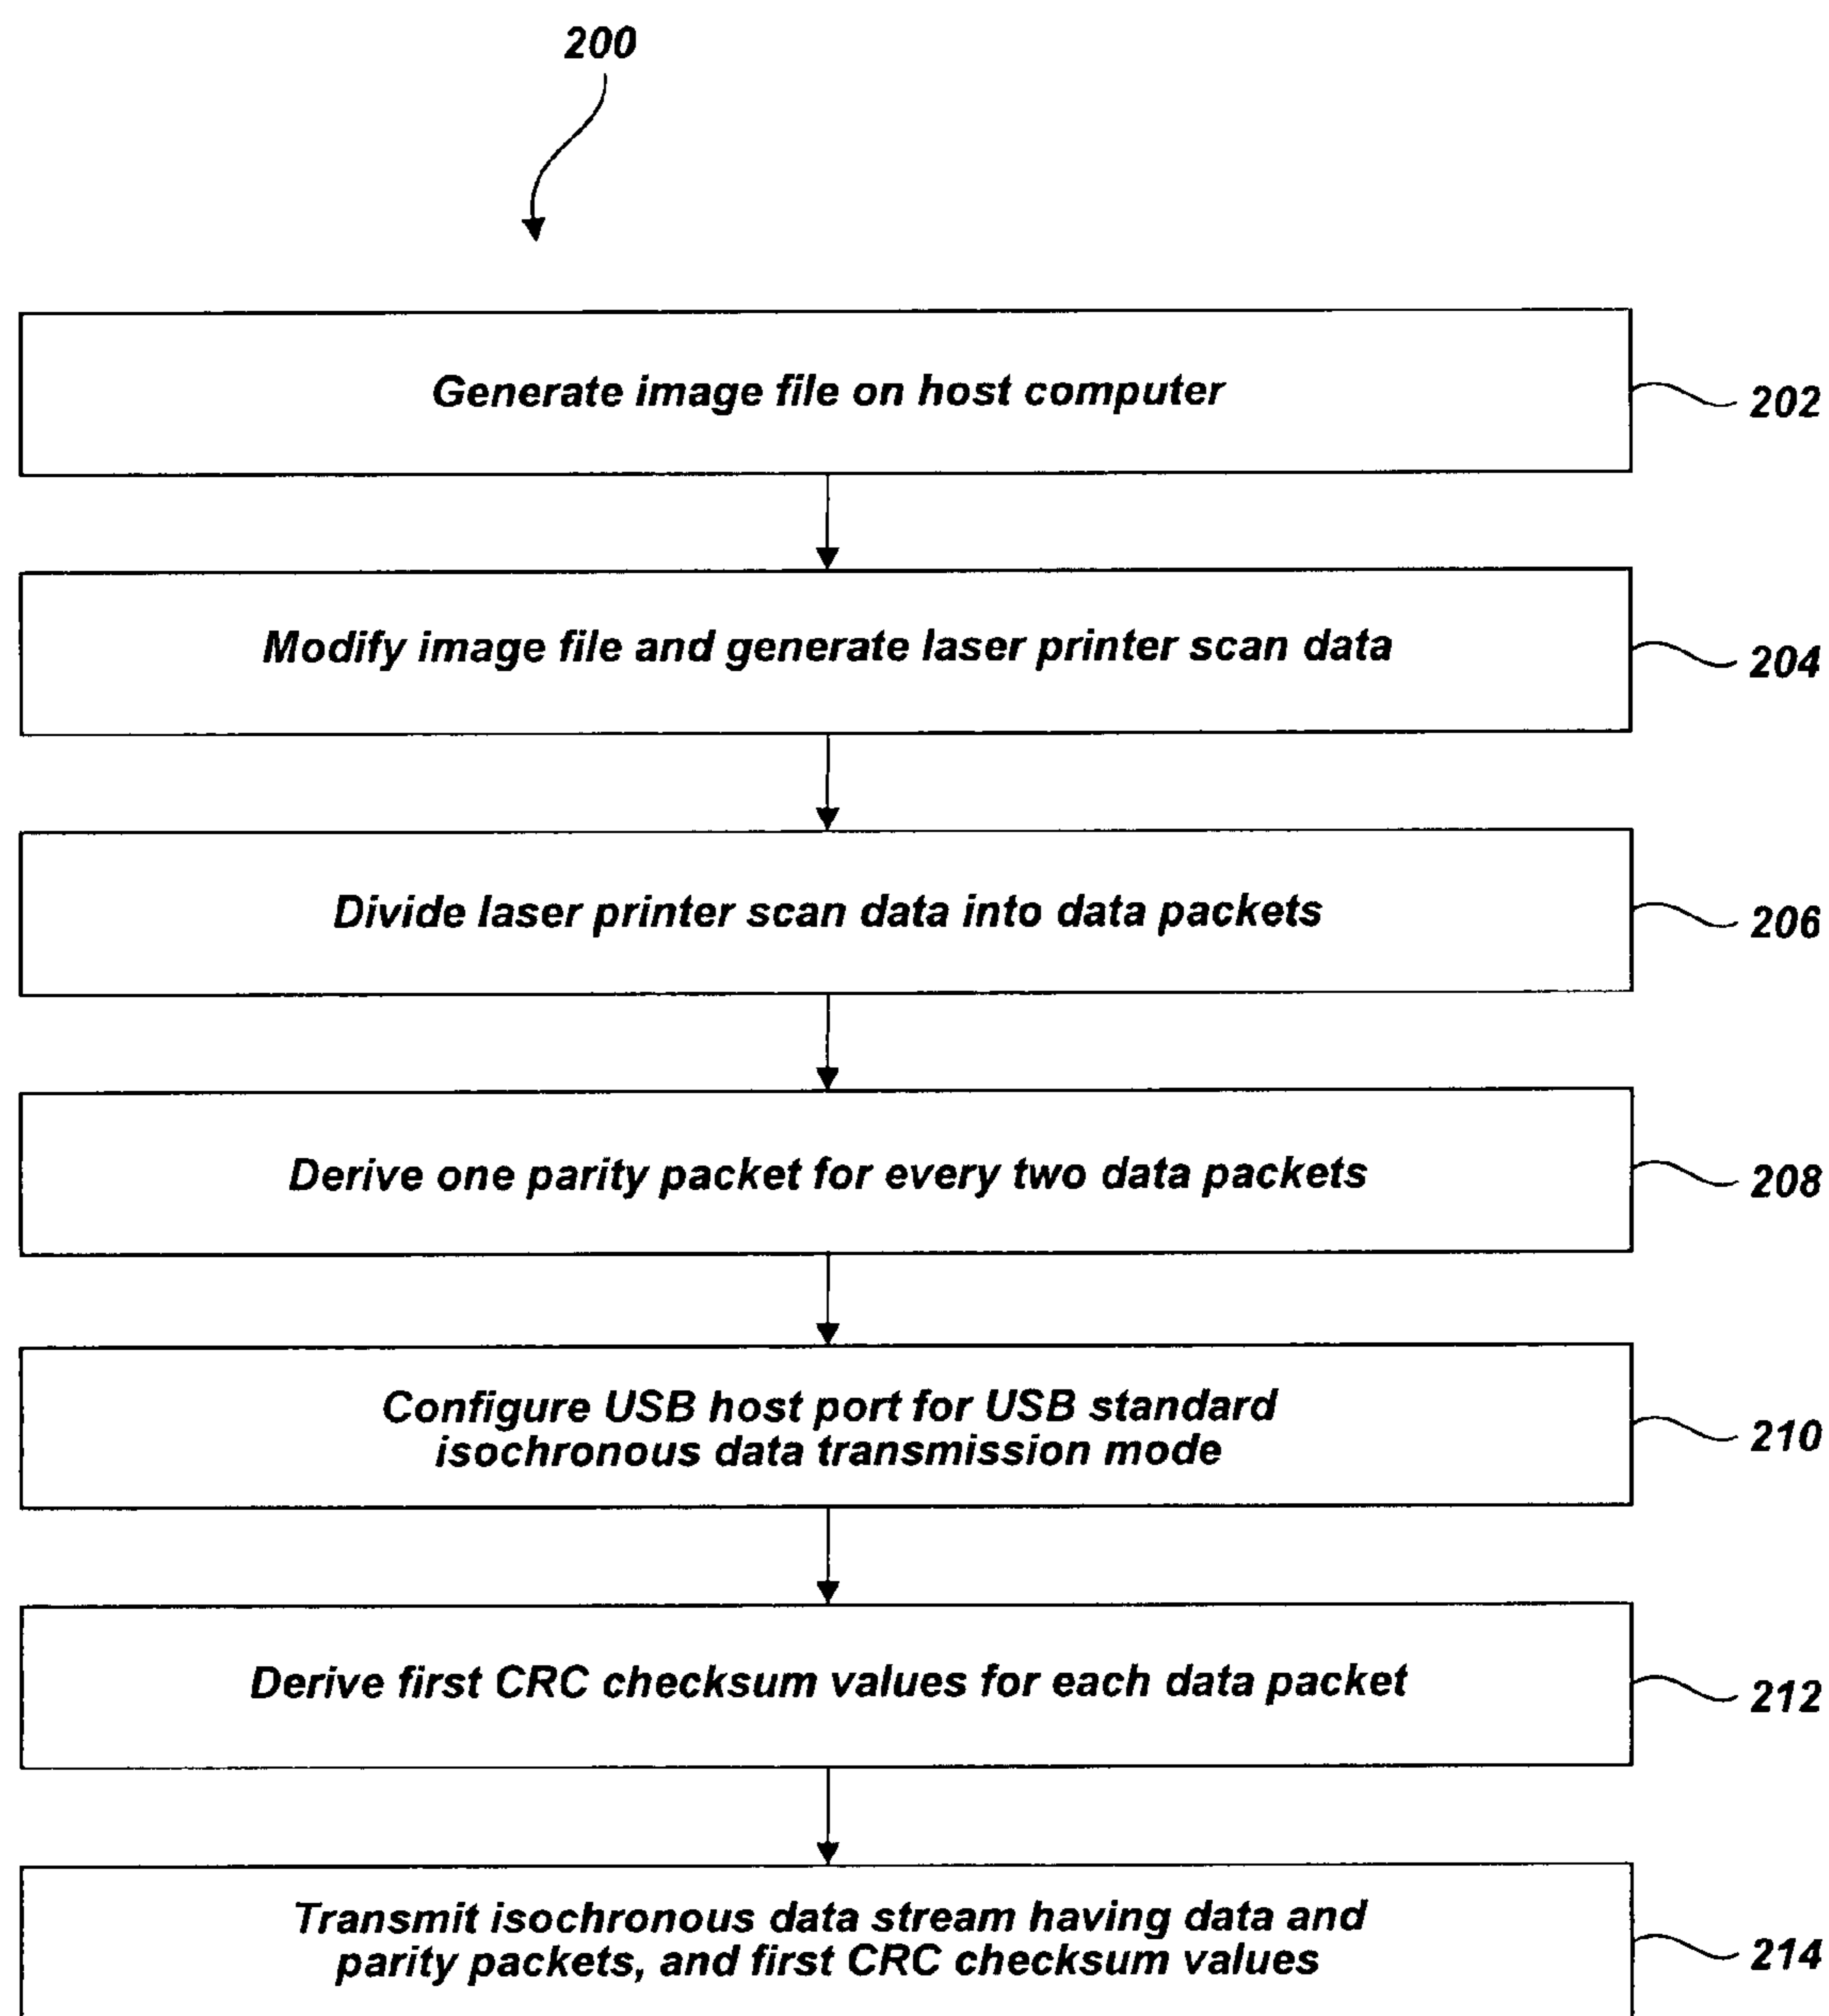 200
Generate image file on host computer
202
Modify image file and generate laser printer scan data
204
Divide laser printer scan data into data packets
206
Derive one parity packet for every two data packets
208
Configure USB host port for USB standard
isochronous data transmission mode
210
Derive first CRC checksum values for each data packet
212
Transmit isochronous data stream having data and
parity packets, and first CRC checksum values
214